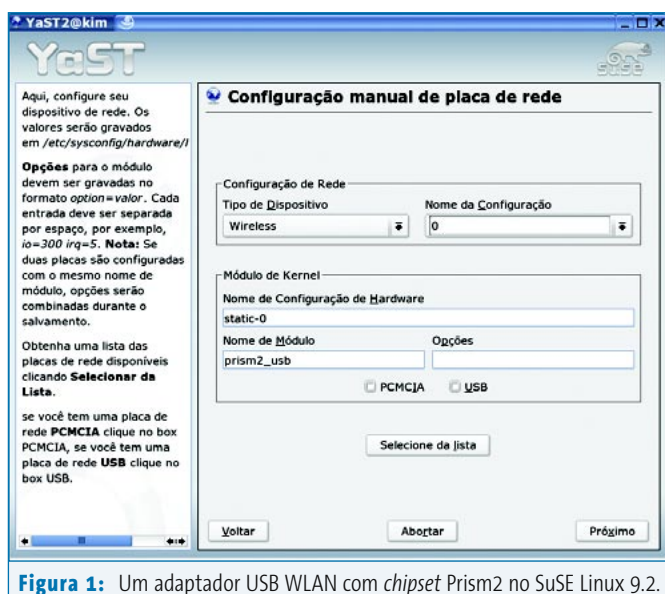 YaST2@kim
YaST
SuSE
Aqui, configure seu
dispositivo de rede. Os
valores serão gravados
em /etc/sysconfig/hardware/
Opções para o módulo
devem ser gravadas no
formato option=valor. Cada
entrada deve ser separada
por espaço, por exemplo,
io=300 irq=5. Nota: Se
duas placas são configuradas
com o mesmo nome de
módulo, opções serão
combinadas durante o
salvamento.
Obtenha uma lista das
placas de rede disponíveis
clicando Selecionar da
Lista.
se você tem uma placa de
rede PCMCIA clique no box
PCMCIA, se você tem uma
placa de rede USB clique no
box USB.
Configuração manual de placa de rede
Configuração de Rede
Tipo de Dispositivo Nome da Configuração
Wireless 0
Módulo de Kernel
Nome de Configuração de Hardware
static-0
Nome de Módulo Opções
prism2_usb
PCMCIA USB
Selecione da lista
Voltar Abortar Próximo
Figura 1: Um adaptador USB WLAN com chipset Prism2 no SuSE Linux 9.2.